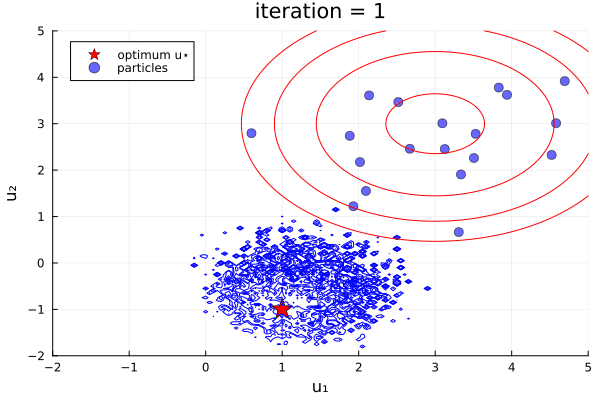 iteration = 1
optimum u⋆
particles
5
4
3
2
1
0
−1
−2
u₂
−2 −1 0 1 2 3 4 5
u₁